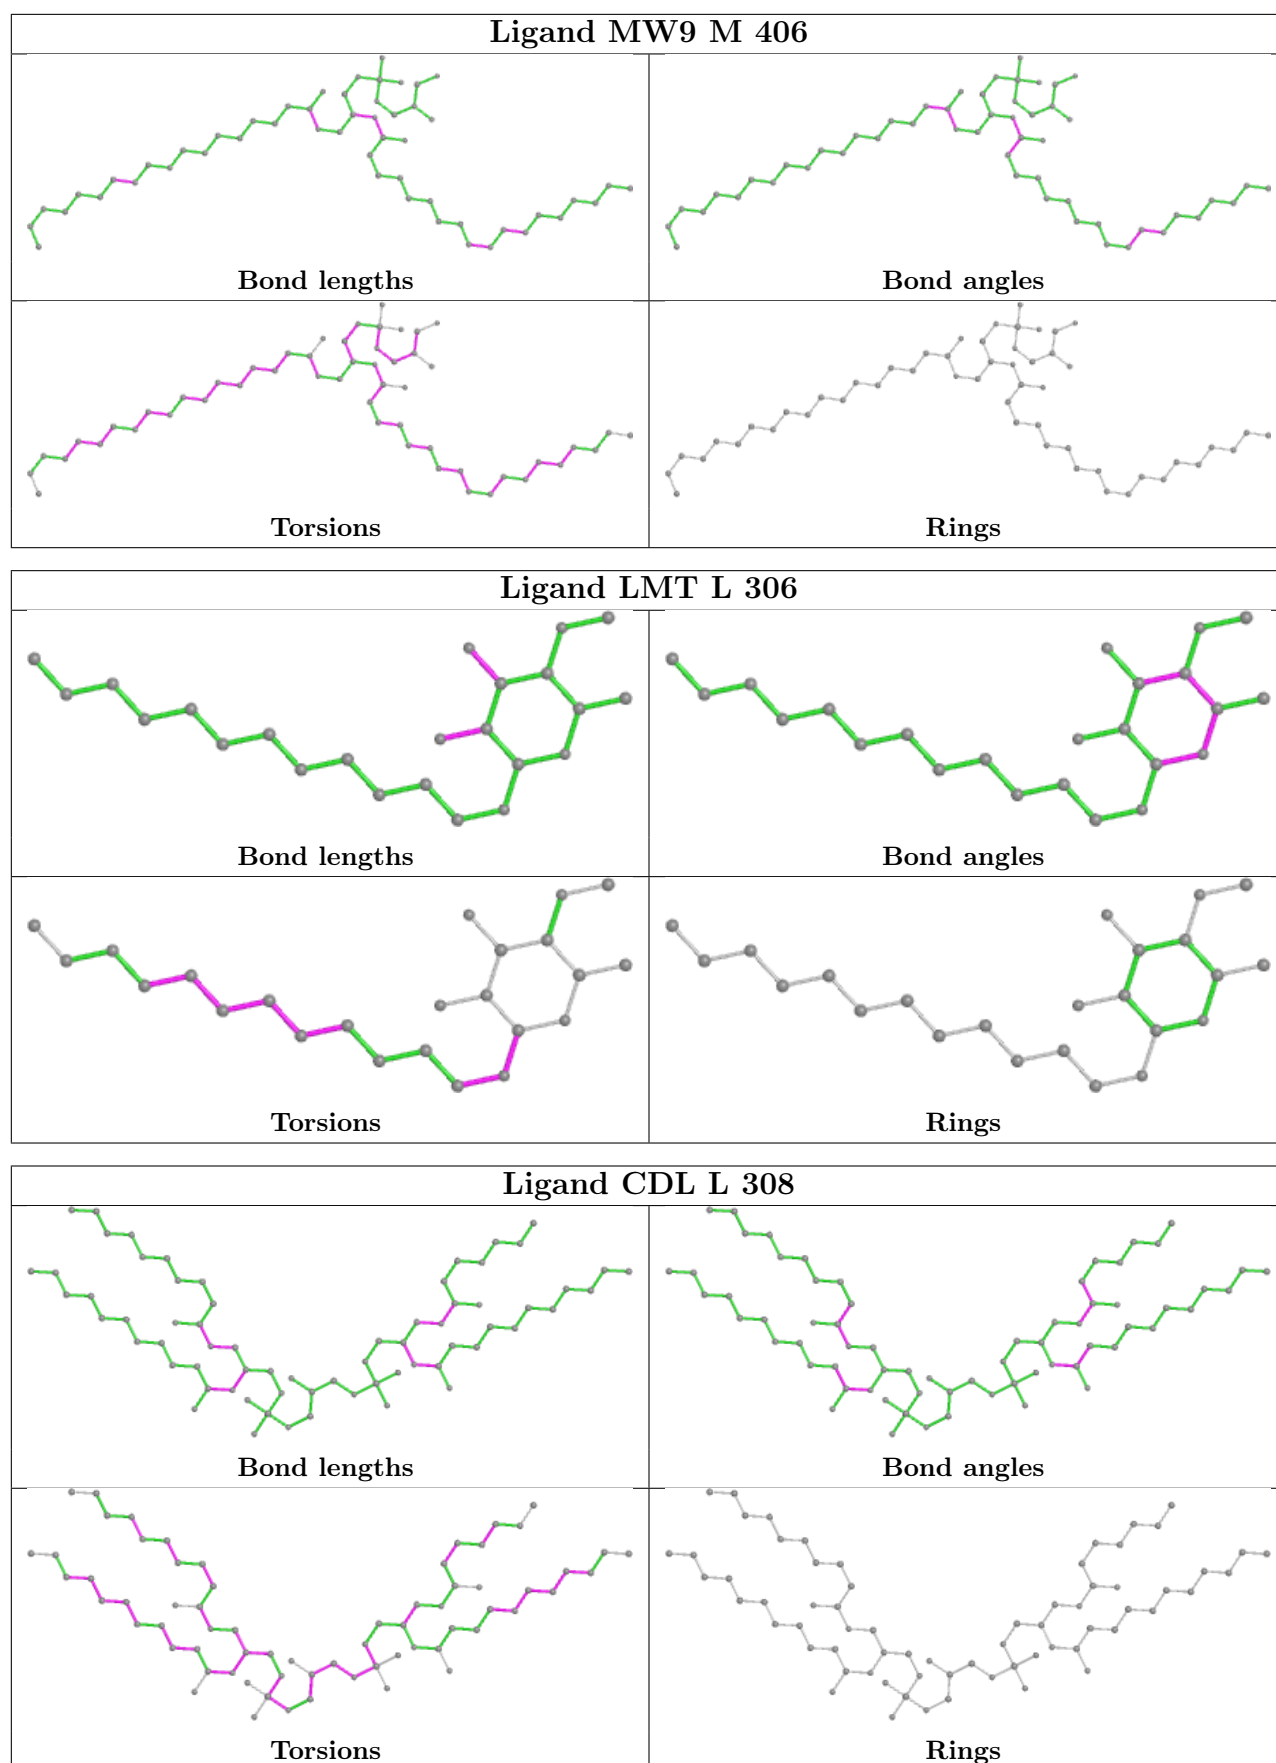 Ligand MW9 M 406
Bond lengths
Bond angles
Torsions
Rings
Ligand LMT L 306
Bond lengths
Bond angles
Torsions
Rings
Ligand CDL L 308
Bond lengths
Bond angles
Torsions
Rings